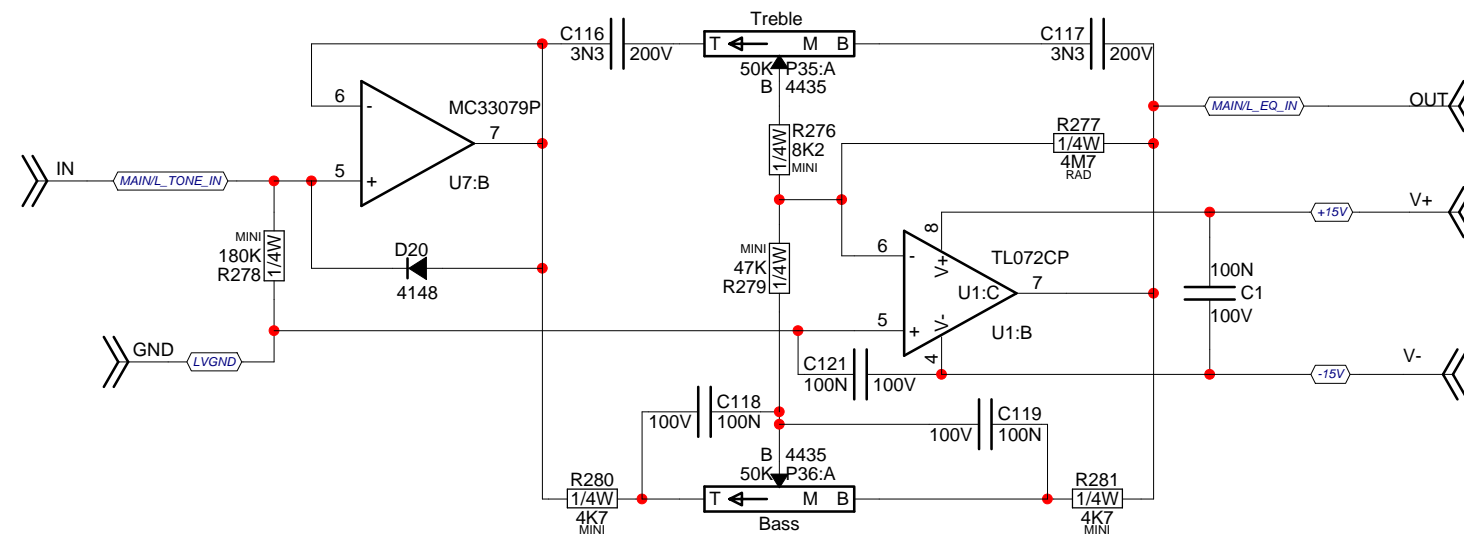 Treble
C116
3N3
200V
T
M
B
C117
3N3
200V
50K P35:A
B 4435
6
-
MC33079P
7
5
+
U7:B
IN
MAIN/L_TONE_IN
R276
8K2
1/4W
MINI
R277
1/4W
4M7
RAD
MAIN/L_EQ_IN
OUT
MINI
180K
R278
1/4W
D20
4148
MINI
47K
R279
1/4W
6
-
8
V+
TL072CP
U1:C
7
5
+
V-
4
U1:B
+15V
V+
100N
C1
100V
GND
LVGND
C121
100N
100V
-15V
V-
C118
100V
100N
C119
100V
100N
B 4435
50K P36:A
R280
1/4W
4K7
MINI
T
M
B
Bass
R281
1/4W
4K7
MINI